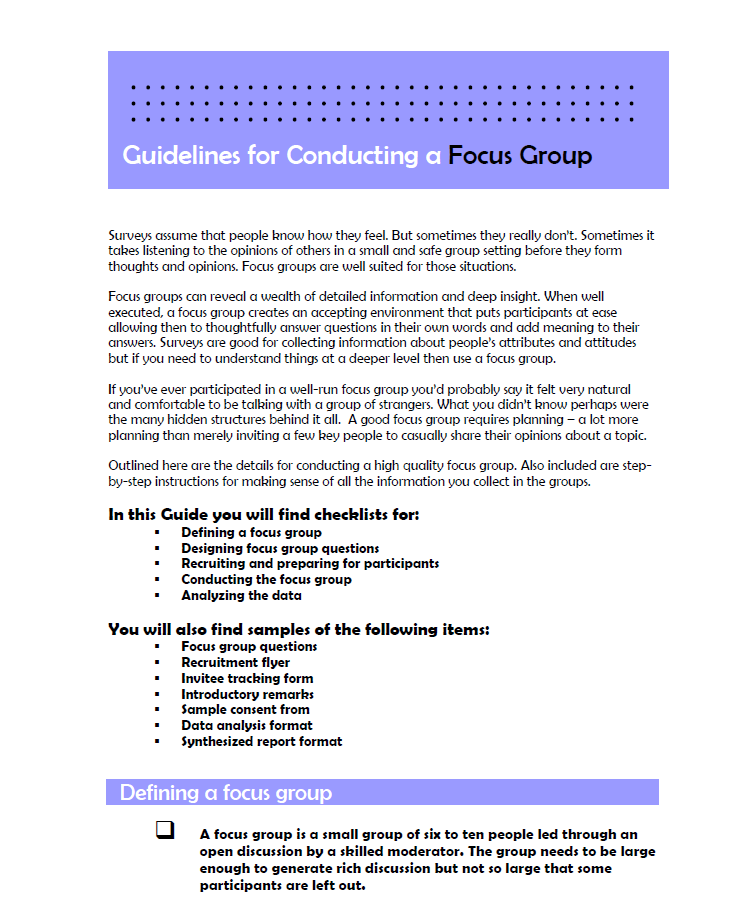 Guidelines for Conducting a Focus Group
Surveys assume that people know how they feel. But sometimes they really don't. Sometimes it
takes listening to the opinions of others in a small and safe group setting before they form
thoughts and opinions. Focus groups are well suited for those situations.
Focus groups can reveal a wealth of detailed information and deep insight. When well
executed, a focus group creates an accepting environment that puts participants at ease
allowing then to thoughtfully answer questions in their own words and add meaning to their
answers. Surveys are good for collecting information about people's attributes and attitudes
but if you need to understand things at a deeper level then use a focus group.
If you've ever participated in a well-run focus group you'd probably say it felt very natural
and comfortable to be talking with a group of strangers. What you didn't know perhaps were
the many hidden structures behind it all. A good focus group requires planning – a lot more
planning than merely inviting a few key people to casually share their opinions about a topic.
Outlined here are the details for conducting a high quality focus group. Also included are step-
by-step instructions for making sense of all the information you collect in the groups.
In this Guide you will find checklists for:
▪ Defining a focus group
▪ Designing focus group questions
▪ Recruiting and preparing for participants
▪ Conducting the focus group
▪ Analyzing the data
You will also find samples of the following items:
▪ Focus group questions
▪ Recruitment flyer
▪ Invitee tracking form
▪ Introductory remarks
▪ Sample consent from
▪ Data analysis format
▪ Synthesized report format
Defining a focus group
❑ A focus group is a small group of six to ten people led through an
open discussion by a skilled moderator. The group needs to be large
enough to generate rich discussion but not so large that some
participants are left out.